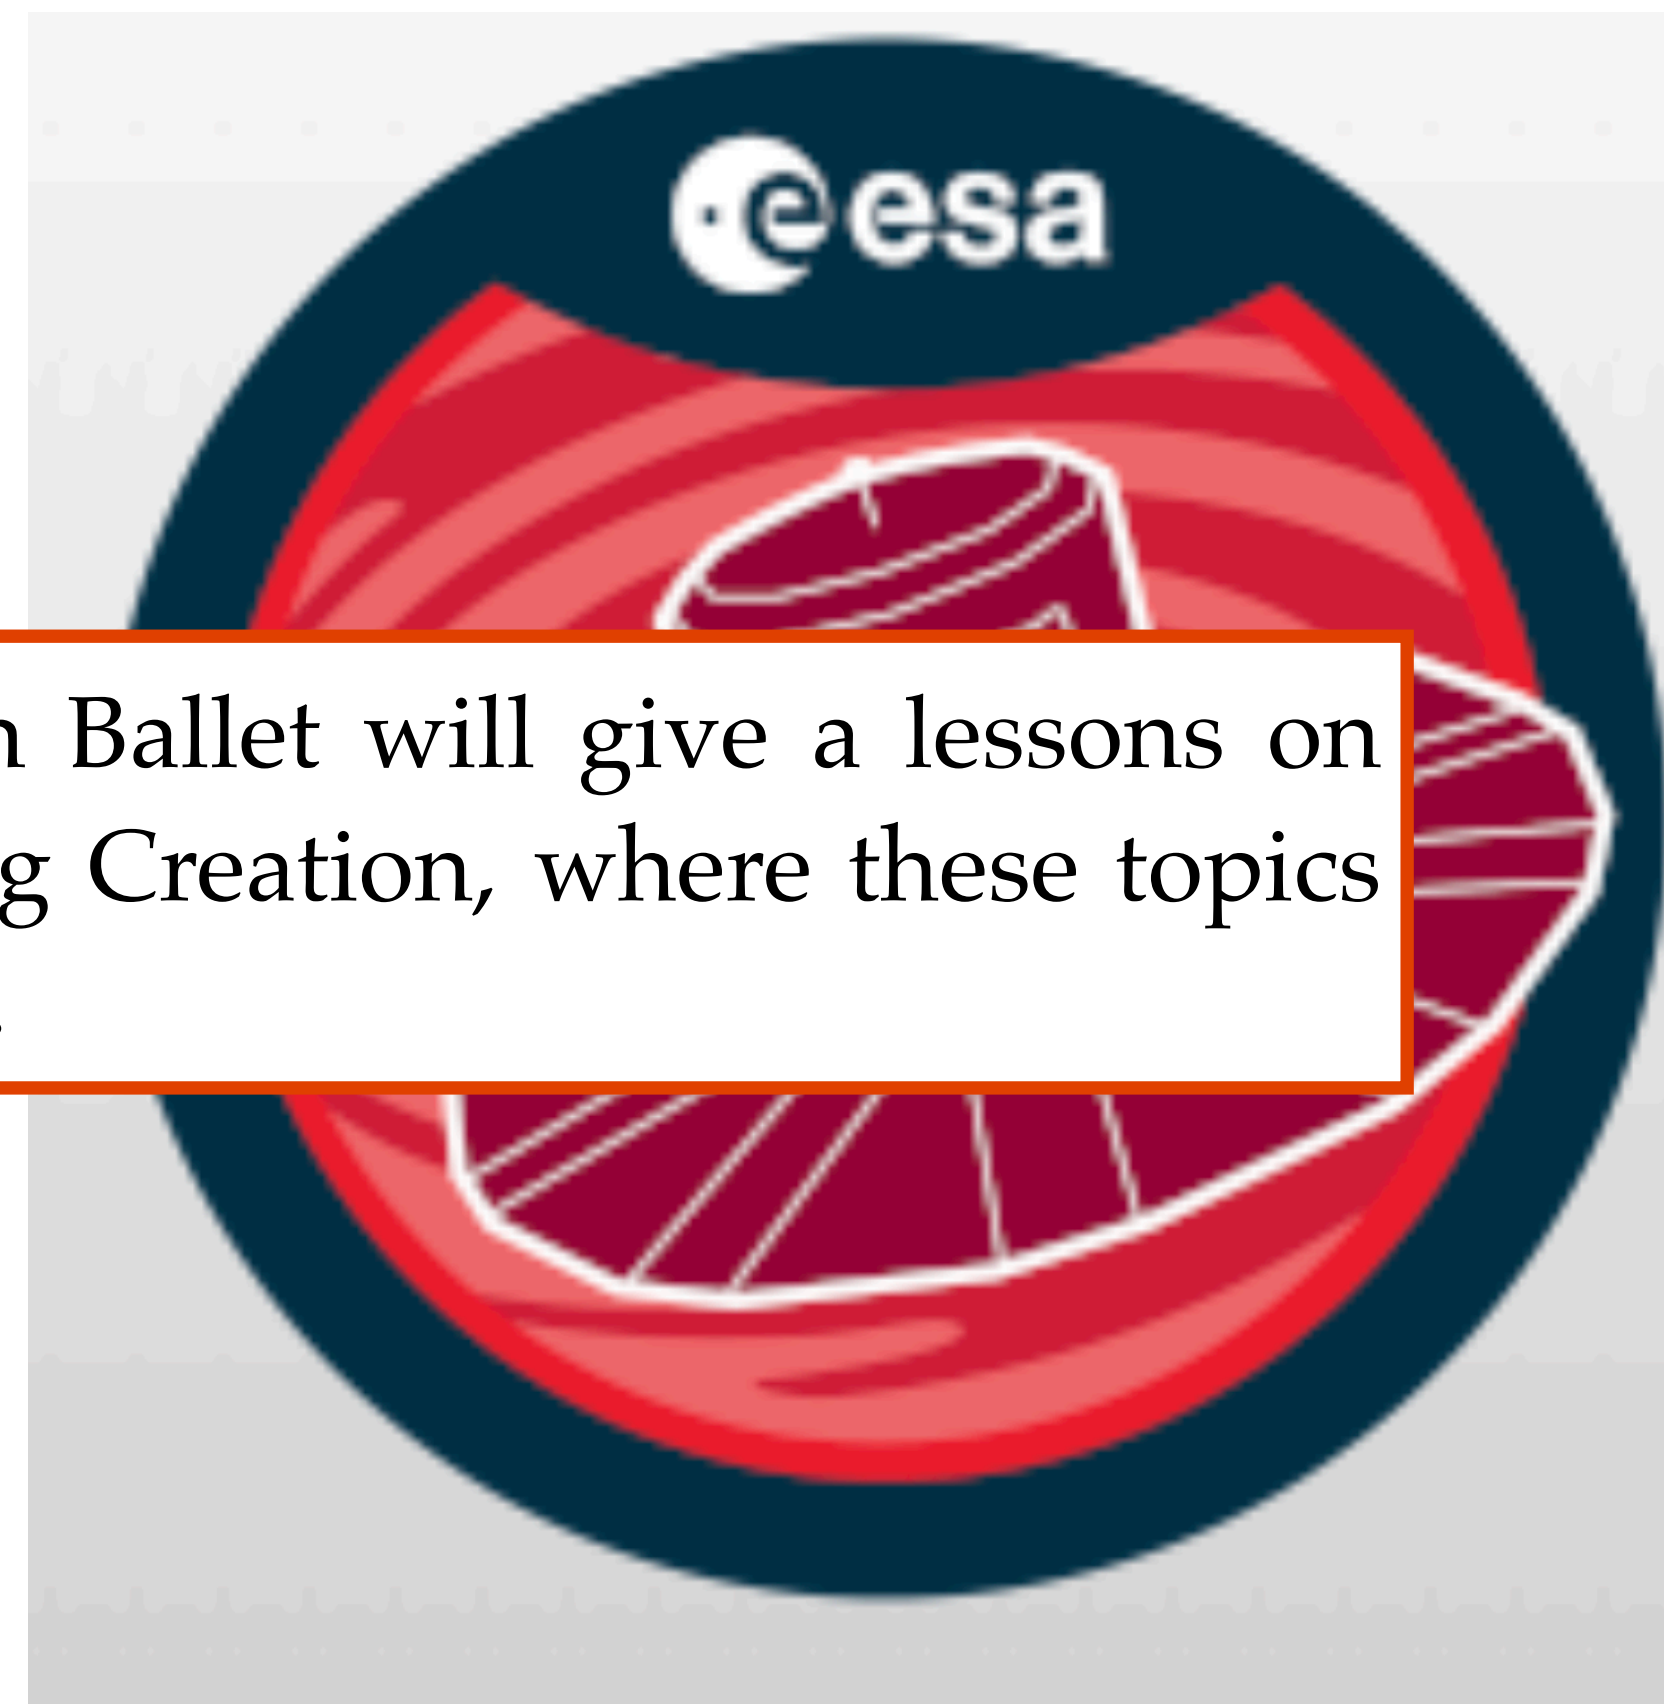 esa
Ballet will give a lessons on
Creation, where these topics